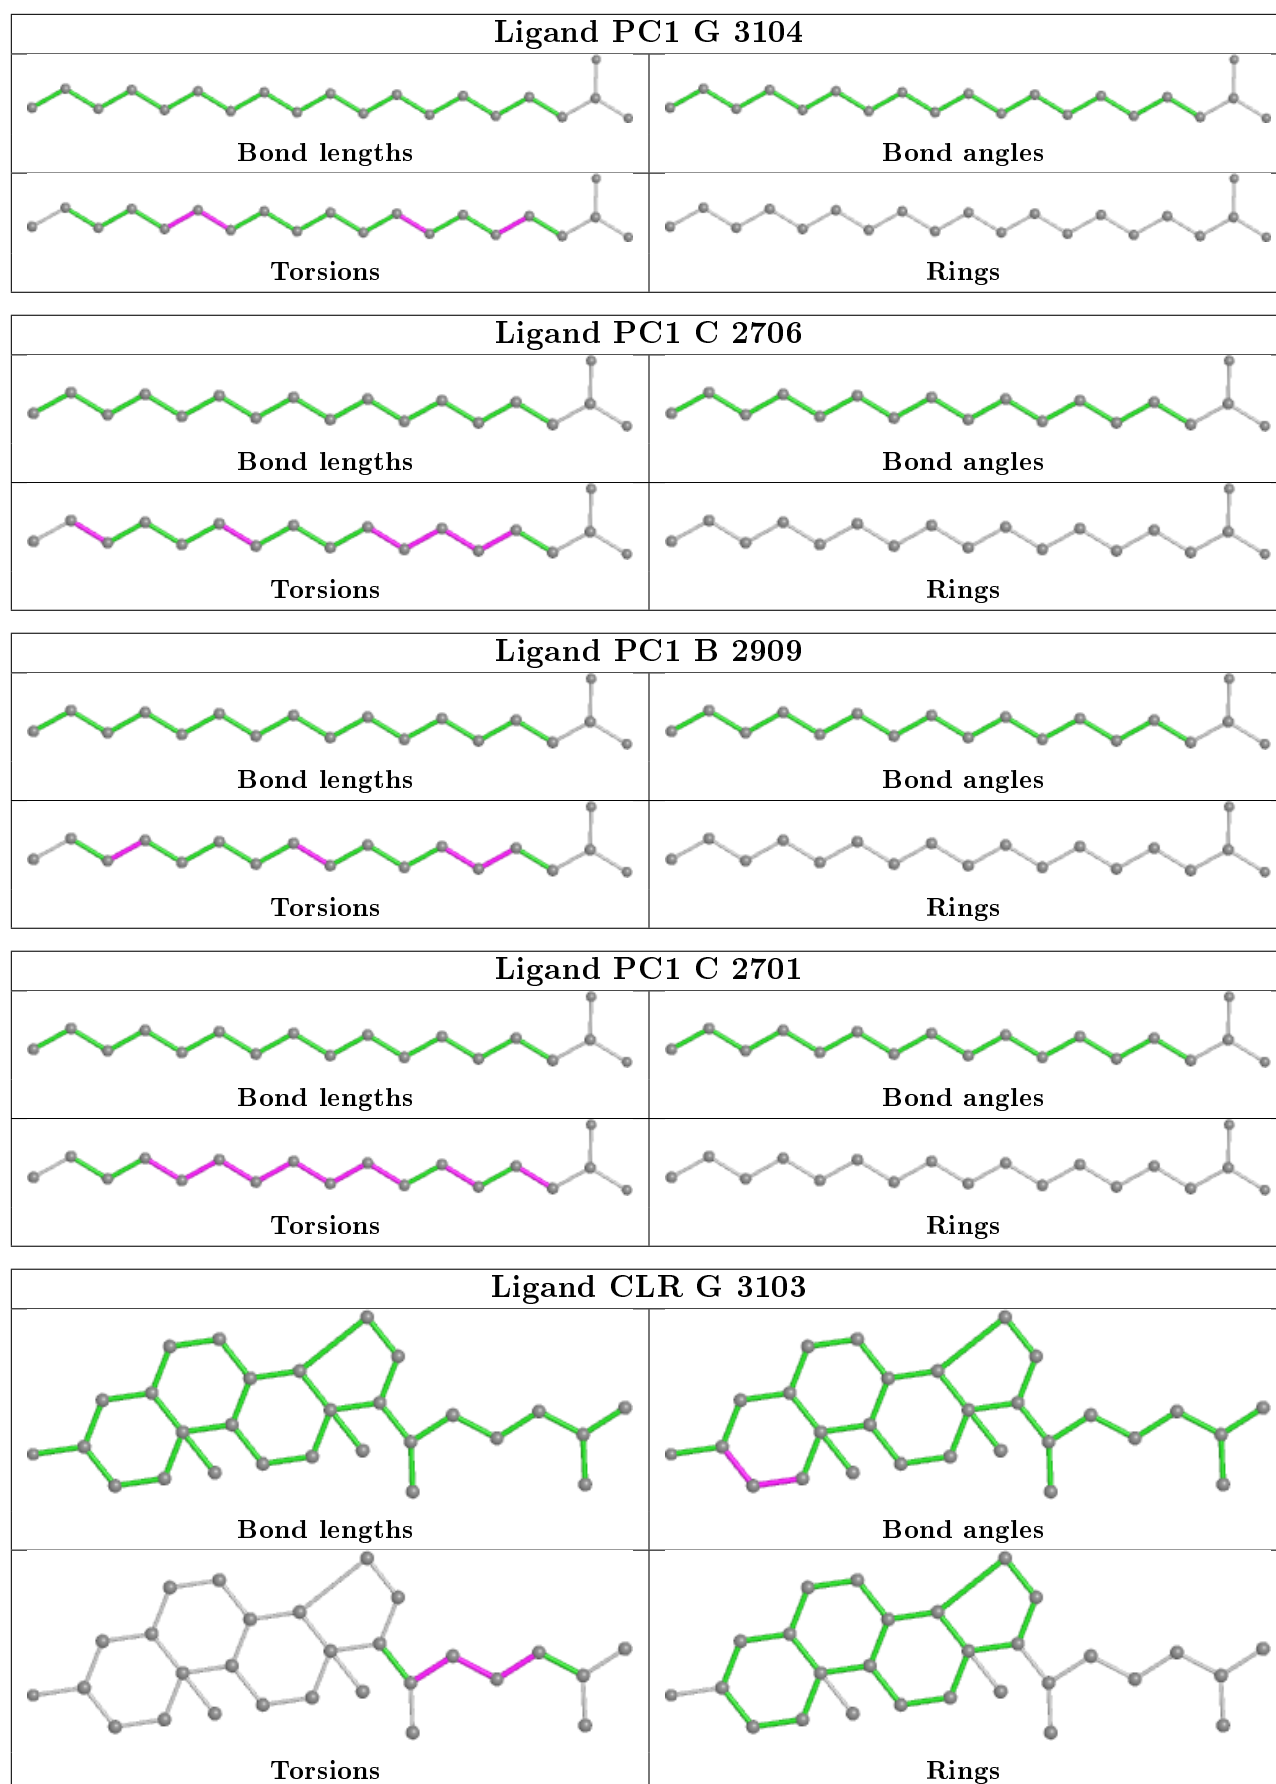 Ligand PC1 G 3104
Bond lengths
Bond angles
Torsions
Rings
Ligand PC1 C 2706
Bond lengths
Bond angles
Torsions
Rings
Ligand PC1 B 2909
Bond lengths
Bond angles
Torsions
Rings
Ligand PC1 C 2701
Bond lengths
Bond angles
Torsions
Rings
Ligand CLR G 3103
Bond lengths
Bond angles
Torsions
Rings